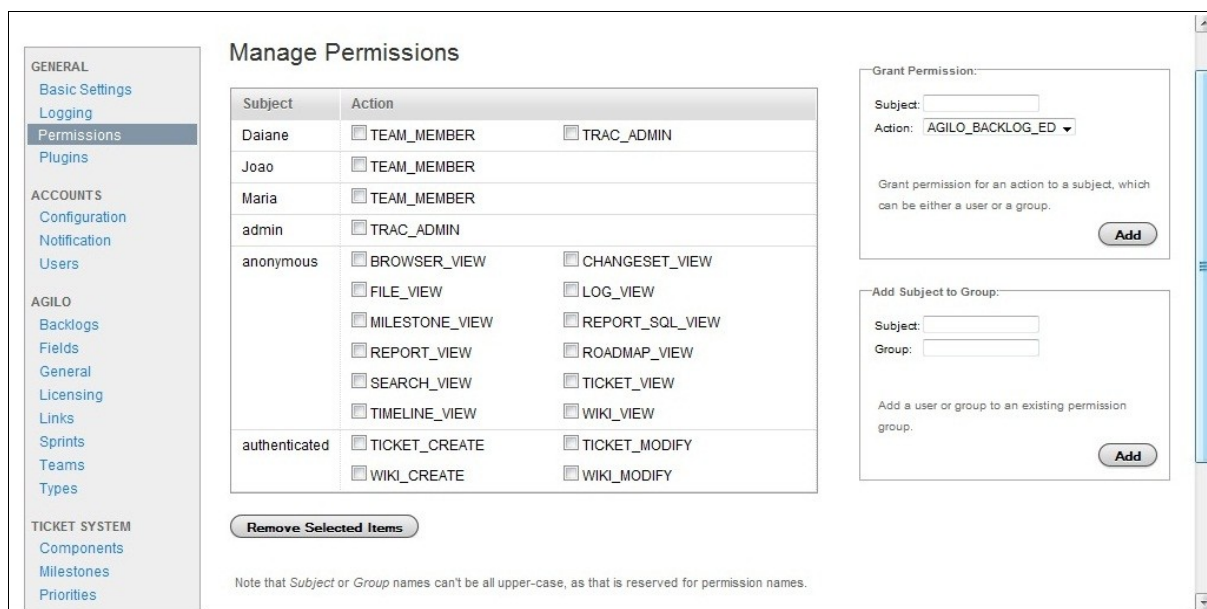 GENERAL
Basic Settings
Logging
Permissions
Plugins
ACCOUNTS
Configuration
Notification
Users
AGILO
Backlogs
Fields
General
Licensing
Links
Sprints
Teams
Types
TICKET SYSTEM
Components
Milestones
Priorities
Manage Permissions
Subject Action
Daiane TEAM_MEMBER TRAC_ADMIN
Joao TEAM_MEMBER
Maria TEAM_MEMBER
admin TRAC_ADMIN
anonymous BROWSER_VIEW CHANGESET_VIEW
FILE_VIEW LOG_VIEW
MILESTONE_VIEW REPORT_SQL_VIEW
REPORT_VIEW ROADMAP_VIEW
SEARCH_VIEW TICKET_VIEW
TIMELINE_VIEW WIKI_VIEW
authenticated TICKET_CREATE TICKET_MODIFY
WIKI_CREATE WIKI_MODIFY
Remove Selected Items
Note that Subject or Group names can't be all upper-case, as that is reserved for permission names.
Grant Permission:
Subject:
Action: AGILO_BACKLOG_ED
Grant permission for an action to a subject, which
can be either a user or a group.
Add
Add Subject to Group:
Subject:
Group:
Add a user or group to an existing permission
group.
Add